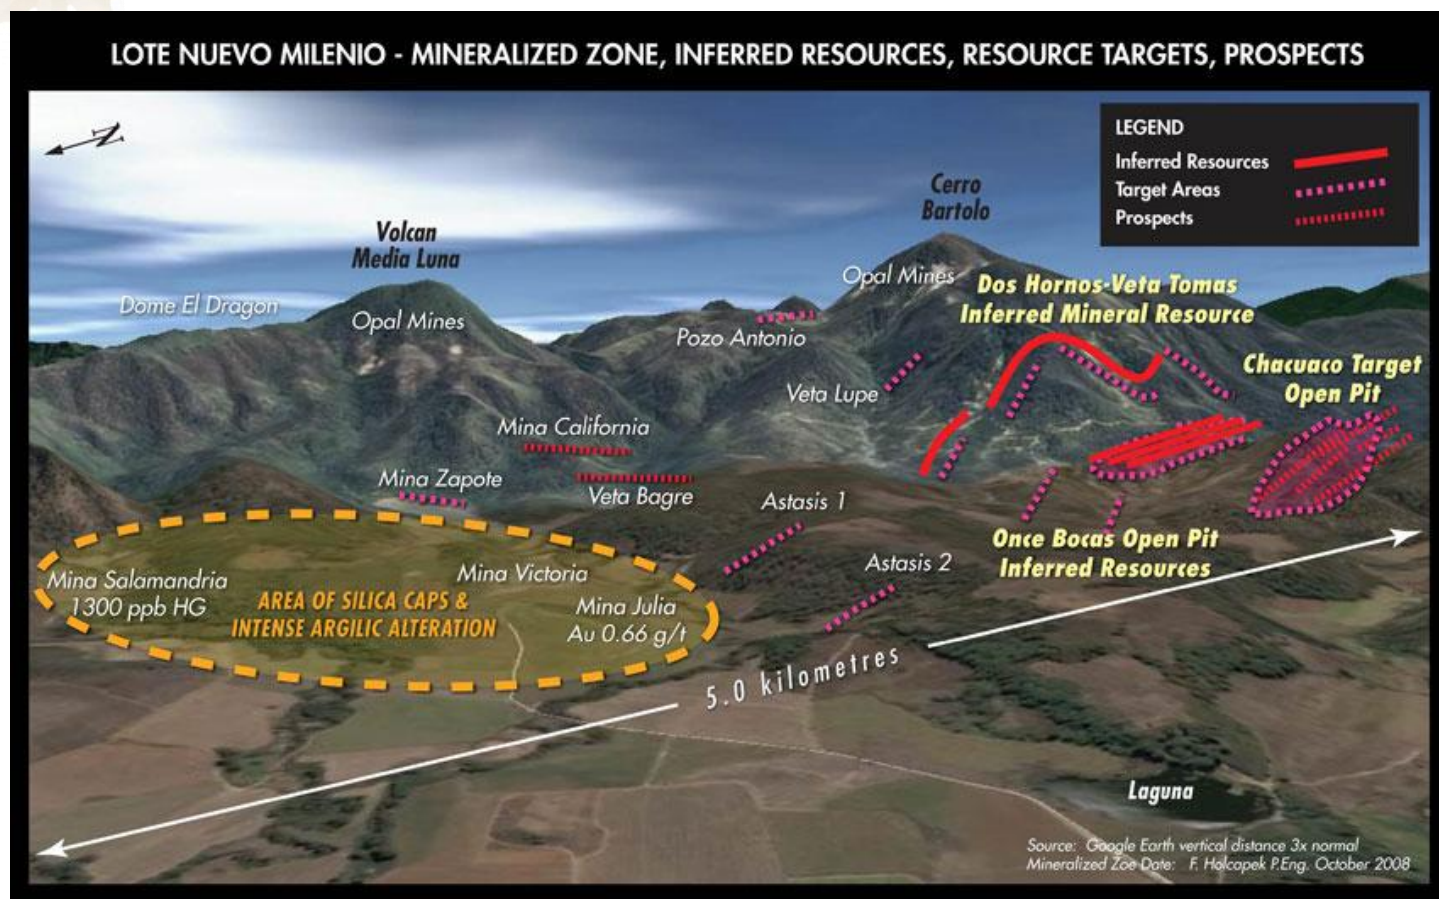 LOTE NUEVO MILENIO - MINERALIZED ZONE, INFERRED RESOURCES, RESOURCE TARGETS, PROSPECTS
N
LEGEND
Inferred Resources
Target Areas
Prospects
Cerro
Bartolo
Volcan
Media Luna
Dome El Dragon
Opal Mines
Opal Mines
Dos Hornos-Veta Tomas
Inferred Mineral Resource
Pozo Antonio
Chacuaco Target
Open Pit
Veta Lupe
Mina California
Mina Zapote
Veta Bagre
Astasis 1
Once Bocas Open Pit
Inferred Resources
Astasis 2
Mina Salamandria
1300 ppb HG
Mina Victoria
AREA OF SILICA CAPS &
INTENSE ARGILIC ALTERATION
Mina Julia
Au 0.66 g/t
5.0 kilometres
Laguna
Source: Google Earth vertical distance 3x normal
Mineralized Zoe Date: F. Holcapek P.Eng. October 2008